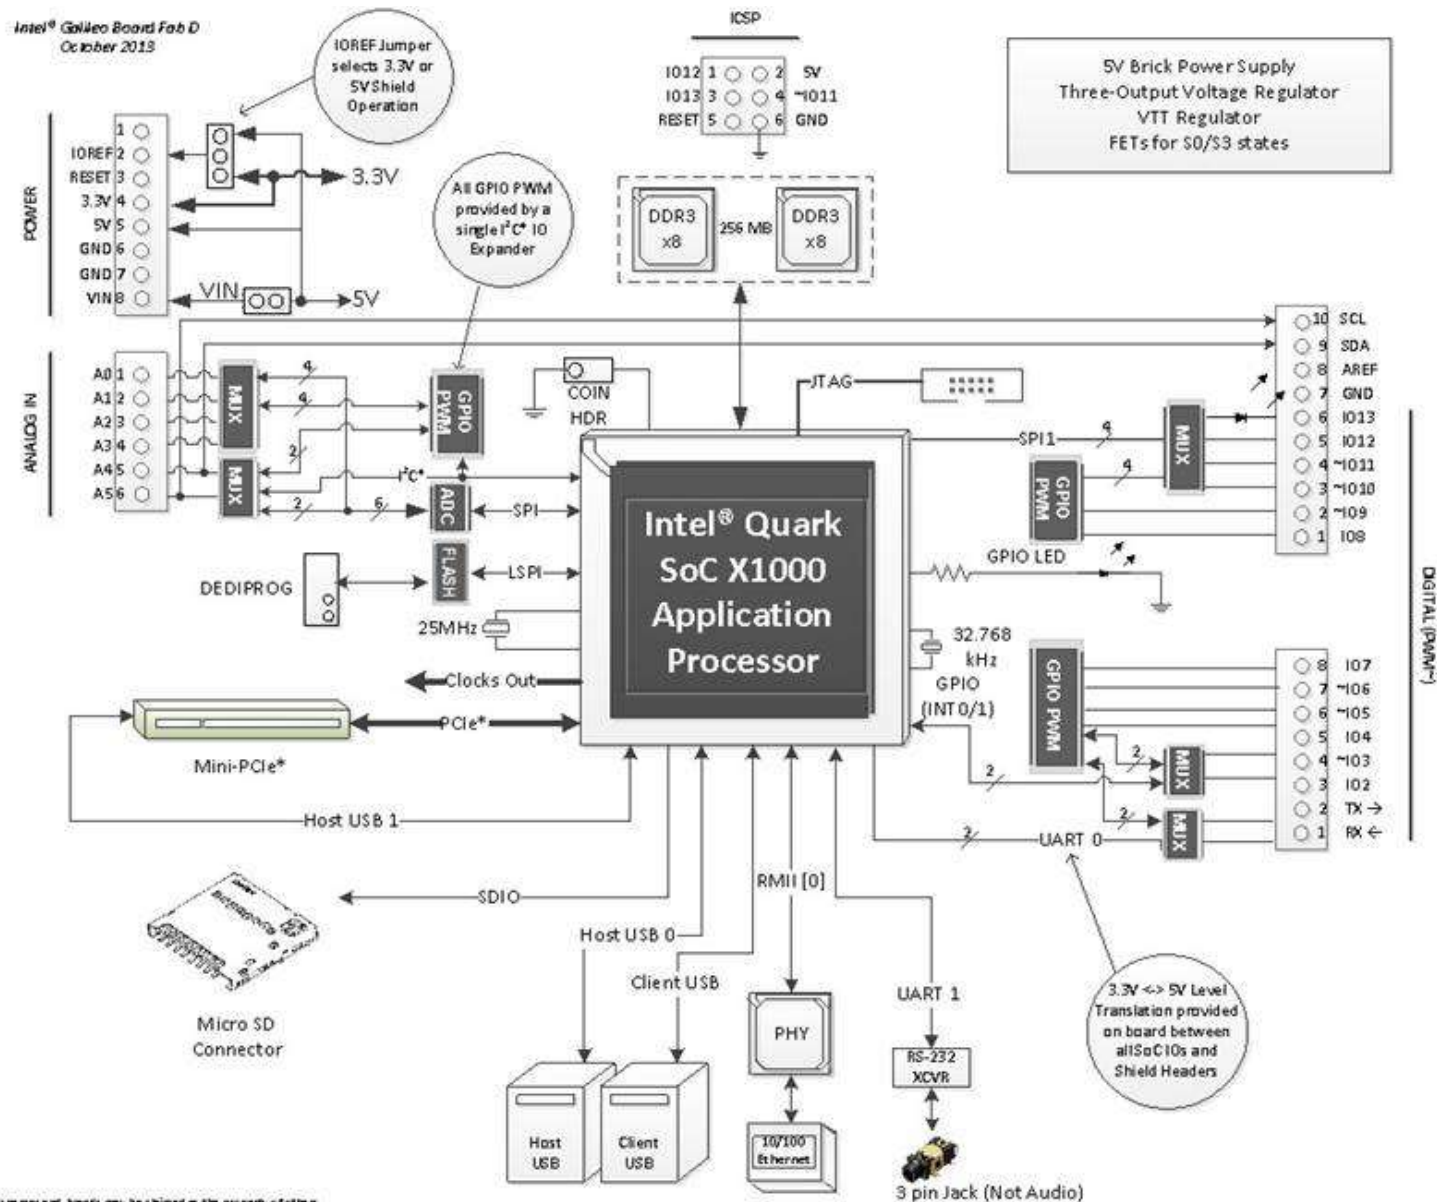 Intel® Galileo Board Fab D
October 2013
IOREF Jumper
selects 3.3V or
5V Shield
Operation
ICSP
IO12 1 2 5V
IO13 3 4 ~IO11
RESET 5 6 GND
5V Brick Power Supply
Three-Output Voltage Regulator
VTT Regulator
FETs for S0/S3 states
POWER
1
IOREF 2
RESET 3
3.3V 4
5V 5
GND 6
GND 7
VIN 8
3.3V
VIN
5V
All GPIO PWM
provided by a
single I²C* IO
Expander
DDR3
x8
256 MB
DDR3
x8
ANALOG IN
A0 1
A1 2
A2 3
A3 4
A4 5
A5 6
MUX
MUX
4
4
2
2
6
I²C*
GPIO
PWM
ADC
SPI
FLASH
LSPI
DEDIPROG
COIN
HDR
JTAG
25MHz
Clocks Out
PCIe*
Mini-PCIe*
Host USB 1
Intel® Quark
SoC X1000
Application
Processor
SPI1
4
4
MUX
GPIO
PWM
10 SCL
9 SDA
8 AREF
7 GND
6 IO13
5 IO12
4 ~IO11
3 ~IO10
2 ~IO9
1 IO8
GPIO LED
32.768
kHz
GPIO
(INT0/1)
GPIO PWM
2
2
MUX
2
MUX
2
UART 0
8 IO7
7 ~IO6
6 ~IO5
5 IO4
4 ~IO3
3 IO2
2 TX →
1 RX ←
DIGITAL (PWM~)
SDIO
Micro SD
Connector
Host USB 0
Client USB
RMII [0]
UART 1
PHY
RS-232
XCVR
Host
USB
Client
USB
10/100
Ethernet
3 pin Jack (Not Audio)
3.3V <-> 5V Level
Translation provided
on board between
all SoC IOs and
Shield Headers